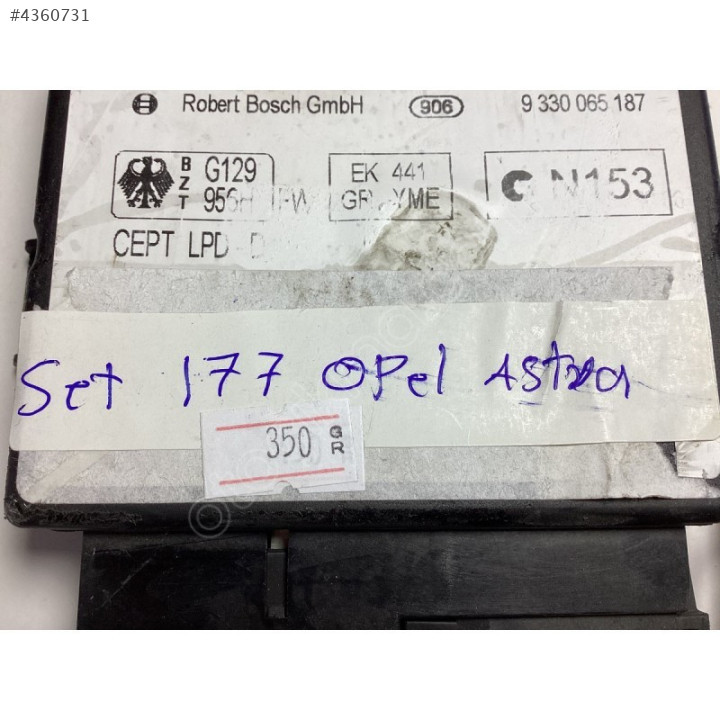 #4360731
Robert Bosch GmbH 906 9 330 065 187
BZT G129 EK 441 N153
CEPT LPD
Set 177 Opel Astra
350 GR